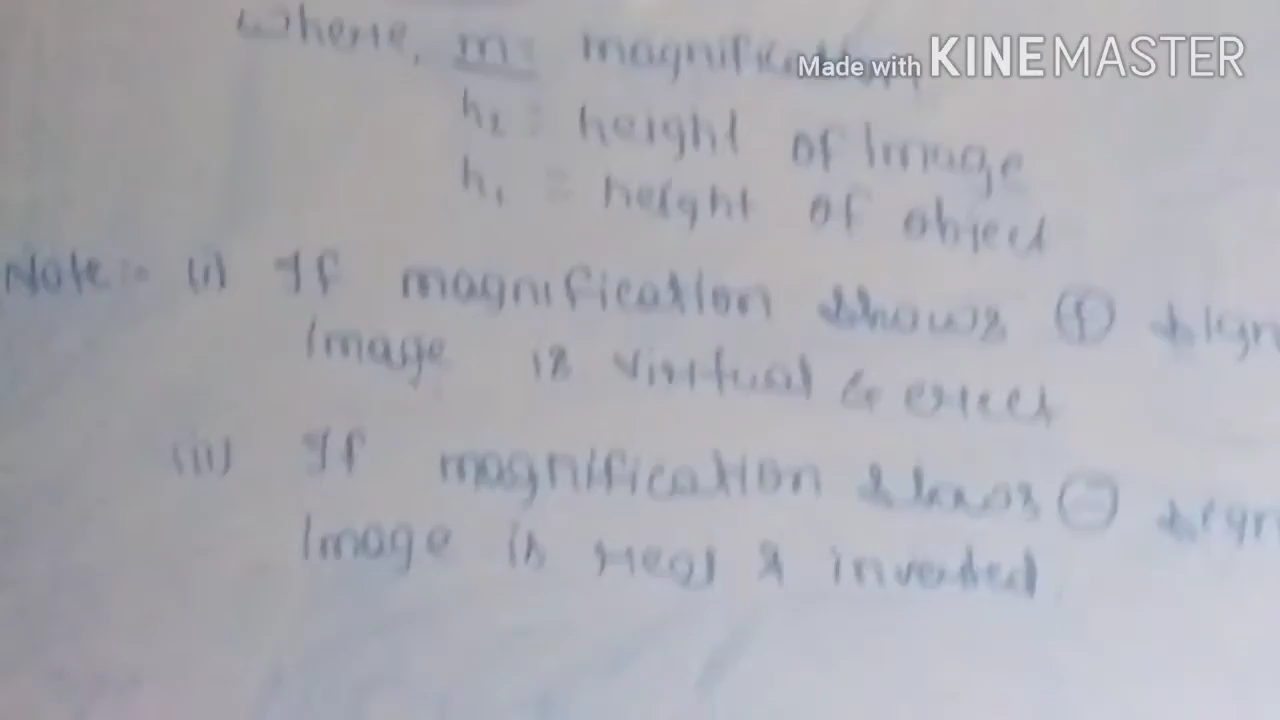 where, m = magnification
Made with KINEMASTER
h₂ = height of Image
h₁ = height of object
Note :- (i) If magnification shows ⊕ sign
Image is virtual & erect
(ii) If magnification shows ⊖ sign
Image is real & inverted